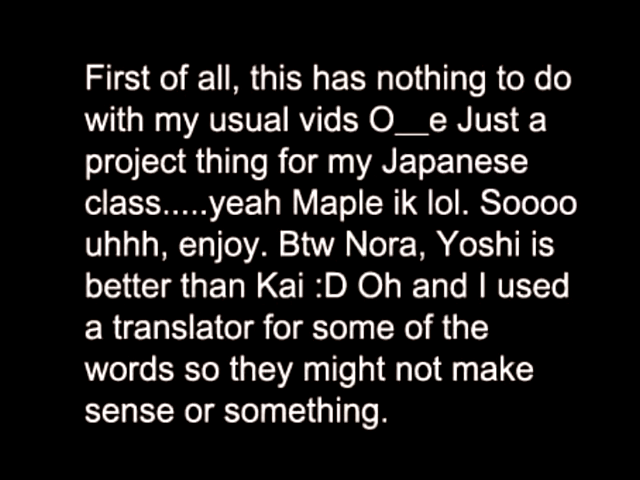 First of all, this has nothing to do
with my usual vids O__e Just a
project thing for my Japanese
class.....yeah Maple ik lol. Soooo
uhhh, enjoy. Btw Nora, Yoshi is
better than Kai :D Oh and I used
a translator for some of the
words so they might not make
sense or something.